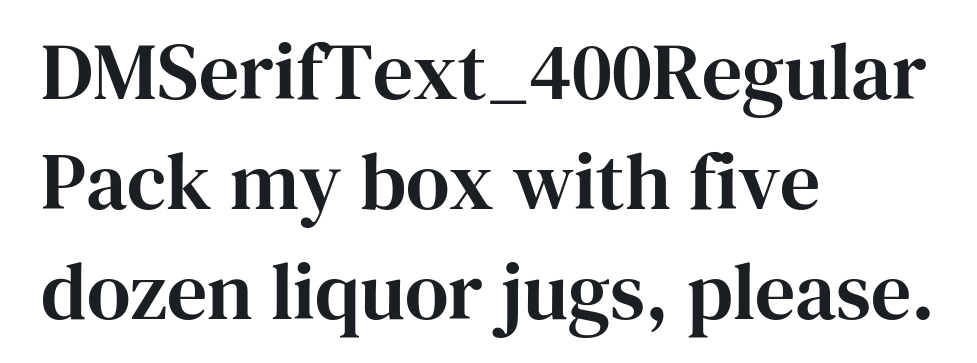 DMSerifText_400Regular
Pack my box with five
dozen liquor jugs, please.